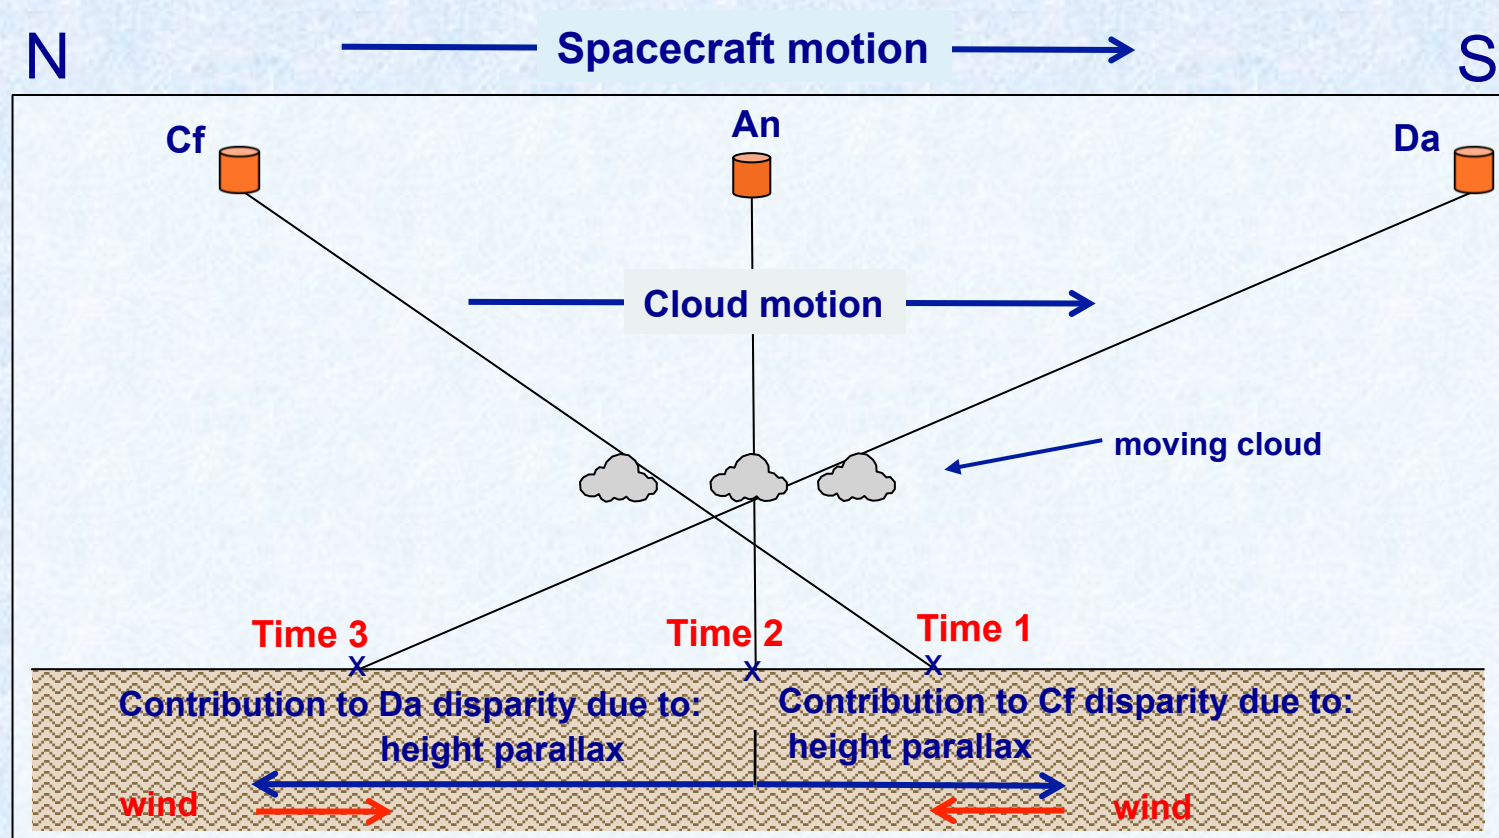 N
Spacecraft motion
S
Cf
An
Da
Cloud motion
moving cloud
Time 3
Time 2
Time 1
x
x
x
Contribution to Da disparity due to:
height parallax
Contribution to Cf disparity due to:
height parallax
wind
wind